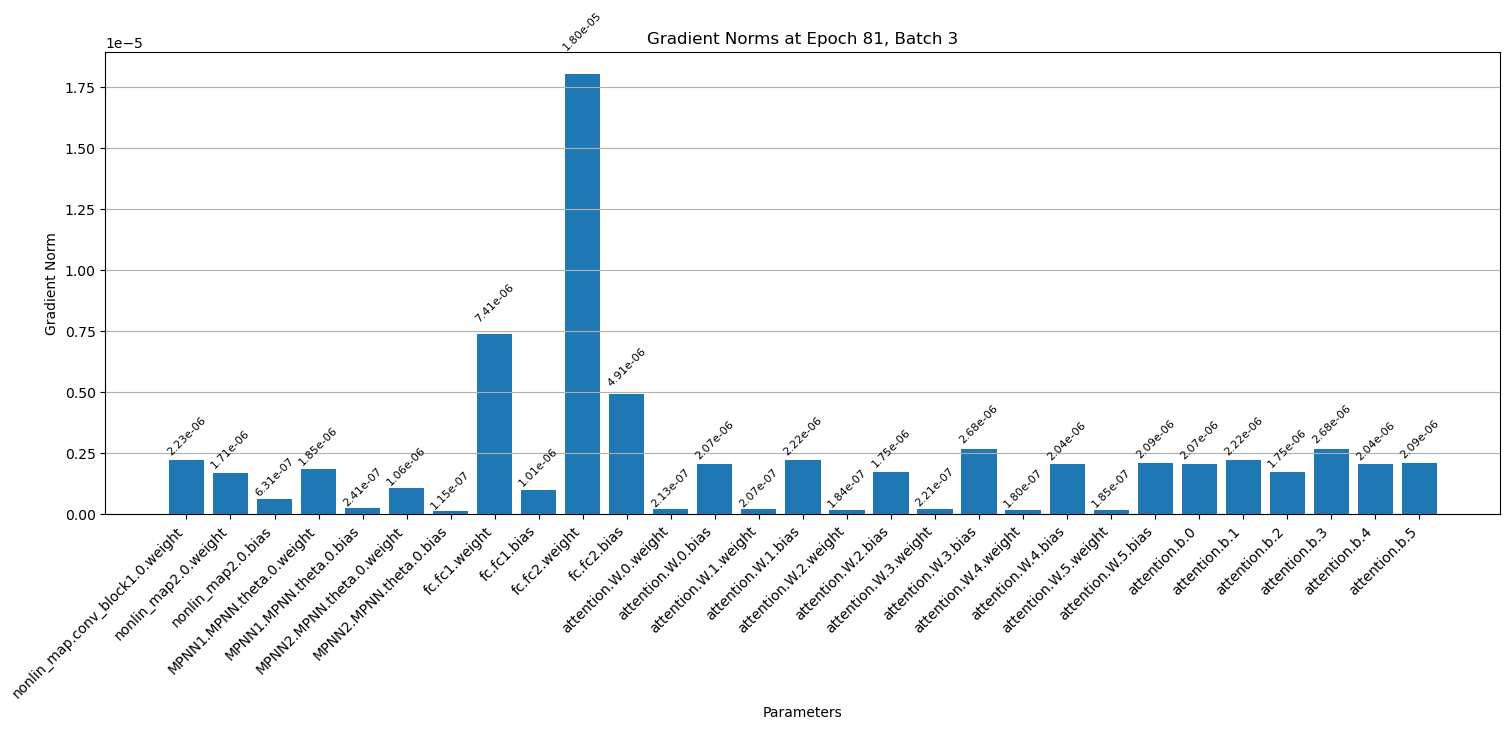 Gradient Norms at Epoch 81, Batch 3
1e−5
Gradient Norm
1.75
1.50
1.25
1.00
0.75
0.50
0.25
0.00
2.23e-06
1.71e-06
6.31e-07
1.85e-06
2.41e-07
1.06e-06
1.15e-07
7.41e-06
1.01e-06
1.80e-05
4.91e-06
2.13e-07
2.07e-06
2.07e-07
2.22e-06
1.84e-07
1.75e-06
2.21e-07
2.68e-06
1.80e-07
2.04e-06
1.85e-07
2.09e-06
2.07e-06
2.22e-06
1.75e-06
2.68e-06
2.04e-06
2.09e-06
nonlin_map.conv_block1.0.weight
nonlin_map2.0.weight
nonlin_map2.0.bias
MPNN1.MPNN.theta.0.weight
MPNN1.MPNN.theta.0.bias
MPNN2.MPNN.theta.0.weight
MPNN2.MPNN.theta.0.bias
fc.fc1.weight
fc.fc1.bias
fc.fc2.weight
fc.fc2.bias
attention.W.0.weight
attention.W.0.bias
attention.W.1.weight
attention.W.1.bias
attention.W.2.weight
attention.W.2.bias
attention.W.3.weight
attention.W.3.bias
attention.W.4.weight
attention.W.4.bias
attention.W.5.weight
attention.W.5.bias
attention.b.0
attention.b.1
attention.b.2
attention.b.3
attention.b.4
attention.b.5
Parameters